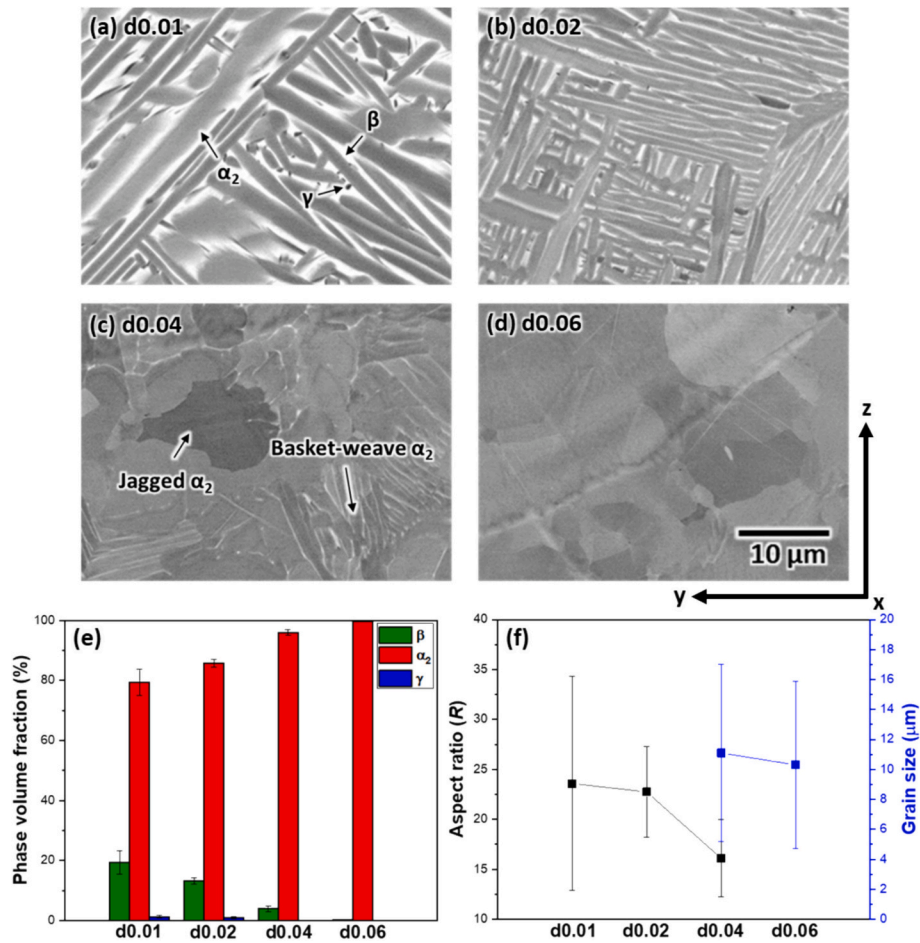 (a) d0.01
α₂
β
γ
(b) d0.02
(c) d0.04
Jagged α₂
Basket-weave α₂
(d) d0.06
10 μm
z
y
x
(e)
Phase volume fraction (%)
100
80
60
40
20
0
β
α₂
γ
d0.01 d0.02 d0.04 d0.06
(f)
Aspect ratio (R)
40
35
30
25
20
15
10
20
18
16
14
12
10
8
6
4
2
0
Grain size (μm)
d0.01 d0.02 d0.04 d0.06